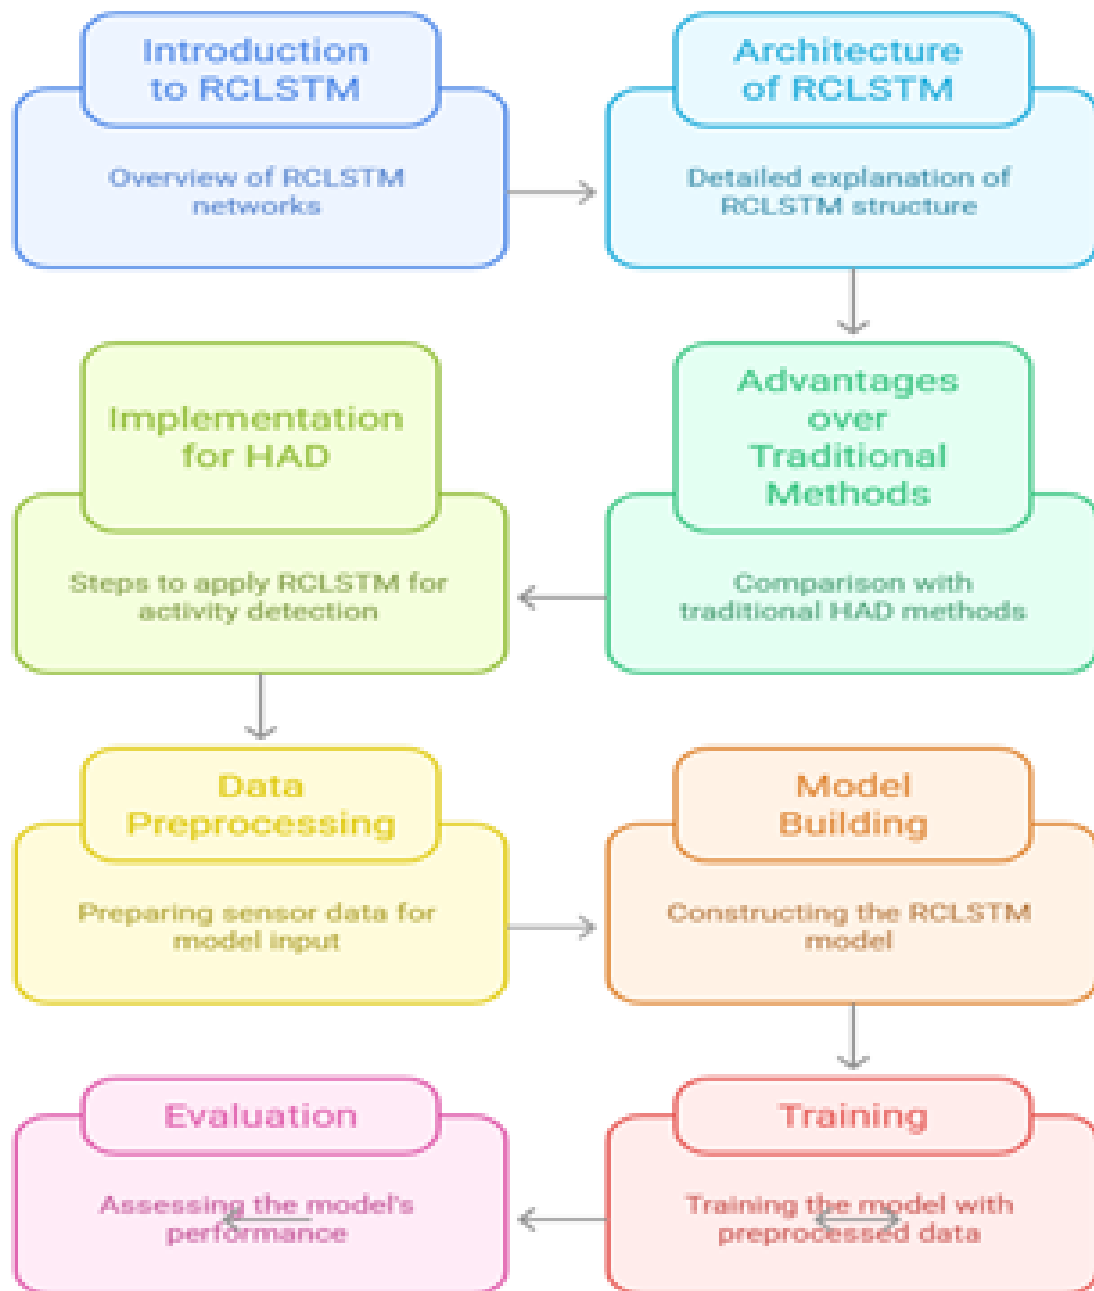 Introduction
to RCLSTM
Overview of RCLSTM
networks
Architecture
of RCLSTM
Detailed explanation of
RCLSTM structure
Advantages
over
Traditional
Methods
Comparison with
traditional HAD methods
Implementation
for HAD
Steps to apply RCLSTM for
activity detection
Data
Preprocessing
Preparing sensor data for
model input
Model
Building
Constructing the RCLSTM
model
Training
Training the model with
preprocessed data
Evaluation
Assessing the model's
performance